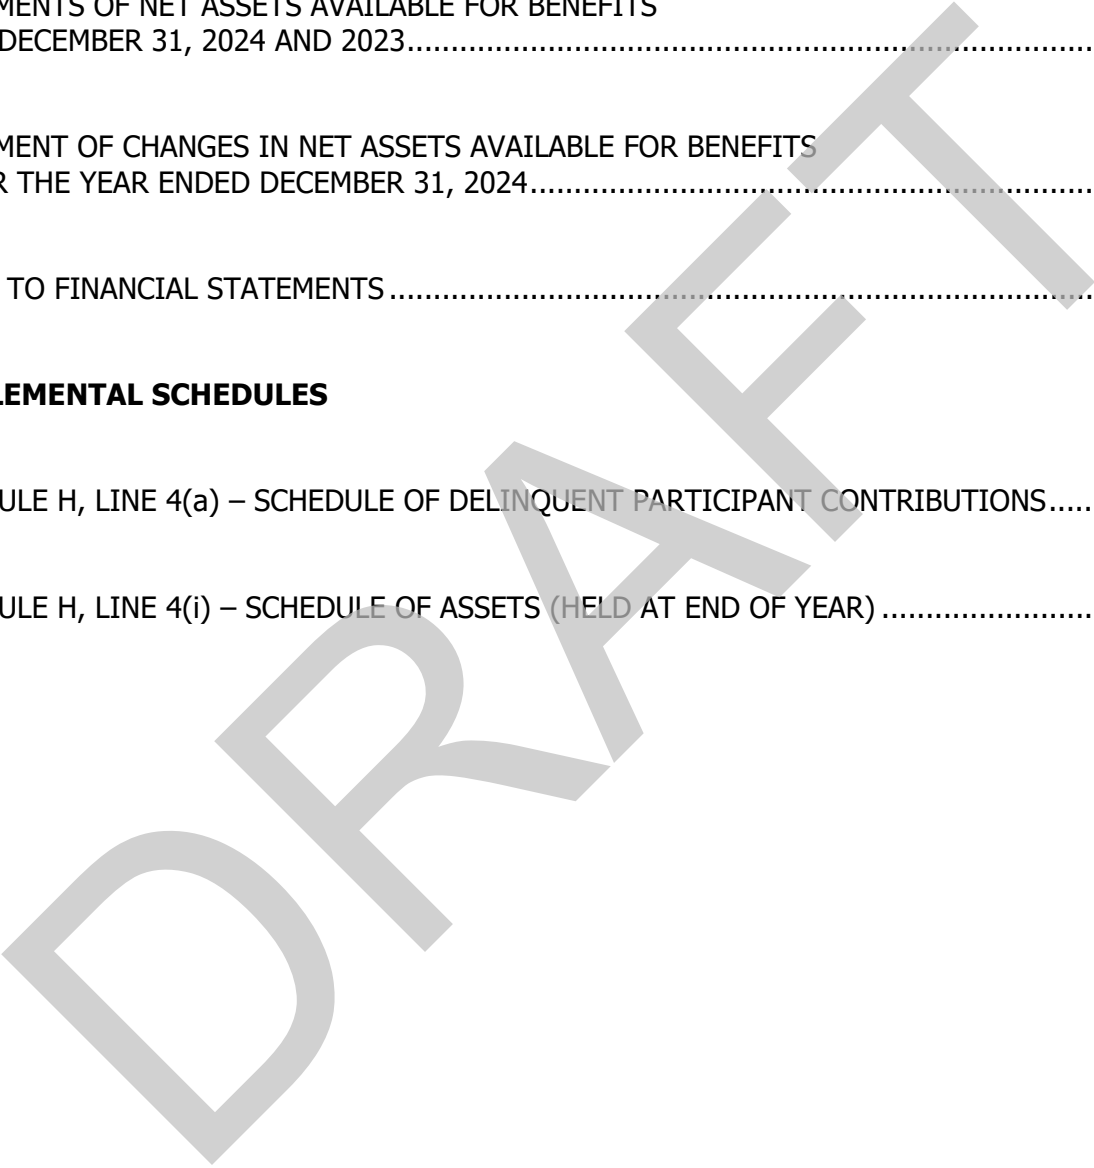 MENTS OF NET ASSETS AVAILABLE FOR BENEFITS
DECEMBER 31, 2024 AND 2023..............................................................................
MENT OF CHANGES IN NET ASSETS AVAILABLE FOR BENEFITS
R THE YEAR ENDED DECEMBER 31, 2024................................................................
TO FINANCIAL STATEMENTS................................................................................
LEMENTAL SCHEDULES
ULE H, LINE 4(a) – SCHEDULE OF DELINQUENT PARTICIPANT CONTRIBUTIONS.....
ULE H, LINE 4(i) – SCHEDULE OF ASSETS (HELD AT END OF YEAR)........................
DRAFT